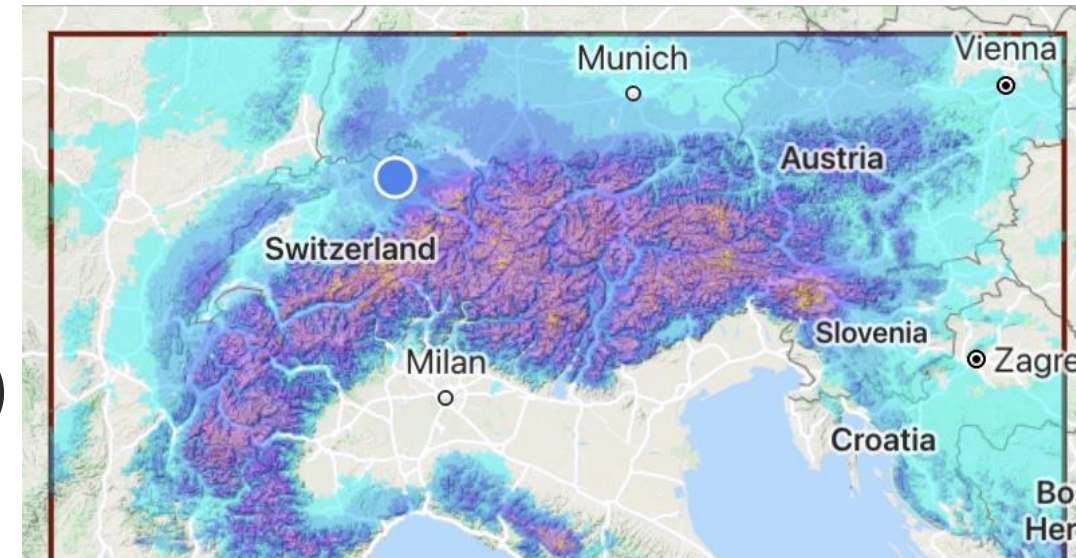 Munich
Vienna
Austria
Switzerland
Slovenia
Milan
Zagre
Croatia
Bo
Her